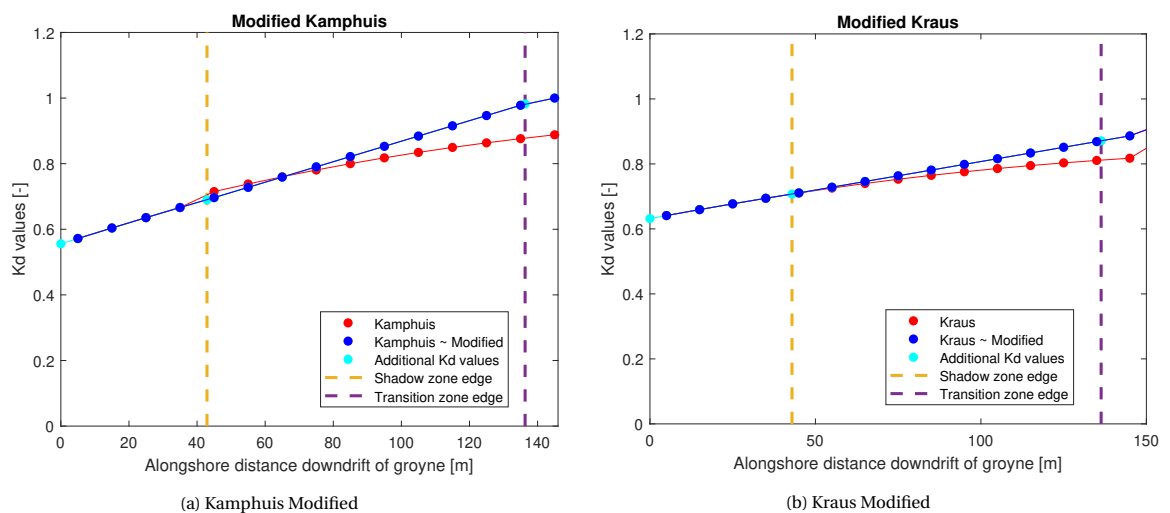 Modified Kamphuis
1.2
1
0.8
0.6
0.4
0.2
0
Kd values [-]
Kamphuis
Kamphuis ~ Modified
Additional Kd values
Shadow zone edge
Transition zone edge
0 20 40 60 80 100 120 140
Alongshore distance downdrift of groyne [m]
(a) Kamphuis Modified
Modified Kraus
1.2
1
0.8
0.6
0.4
0.2
0
Kd values [-]
Kraus
Kraus ~ Modified
Additional Kd values
Shadow zone edge
Transition zone edge
0 50 100 150
Alongshore distance downdrift of groyne [m]
(b) Kraus Modified